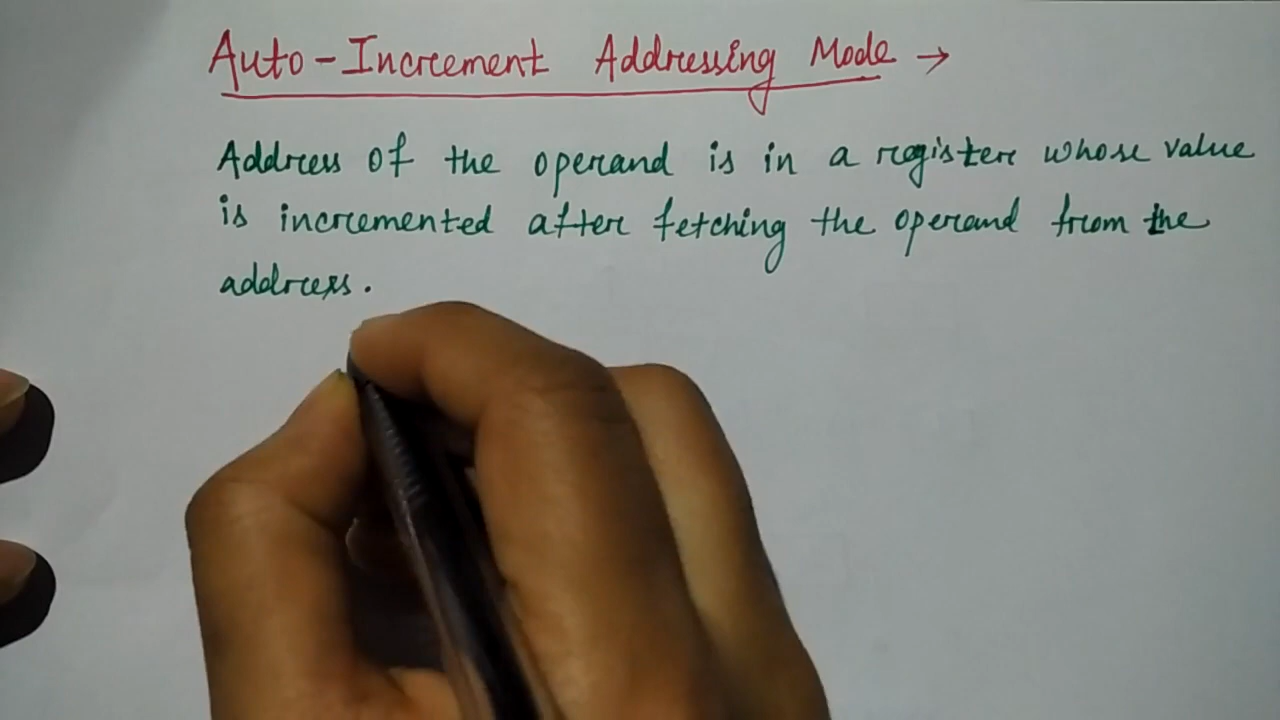 Auto-Increment Addressing Mode →
Address of the operand is in a register whose value
is incremented after fetching the operand from the
address.